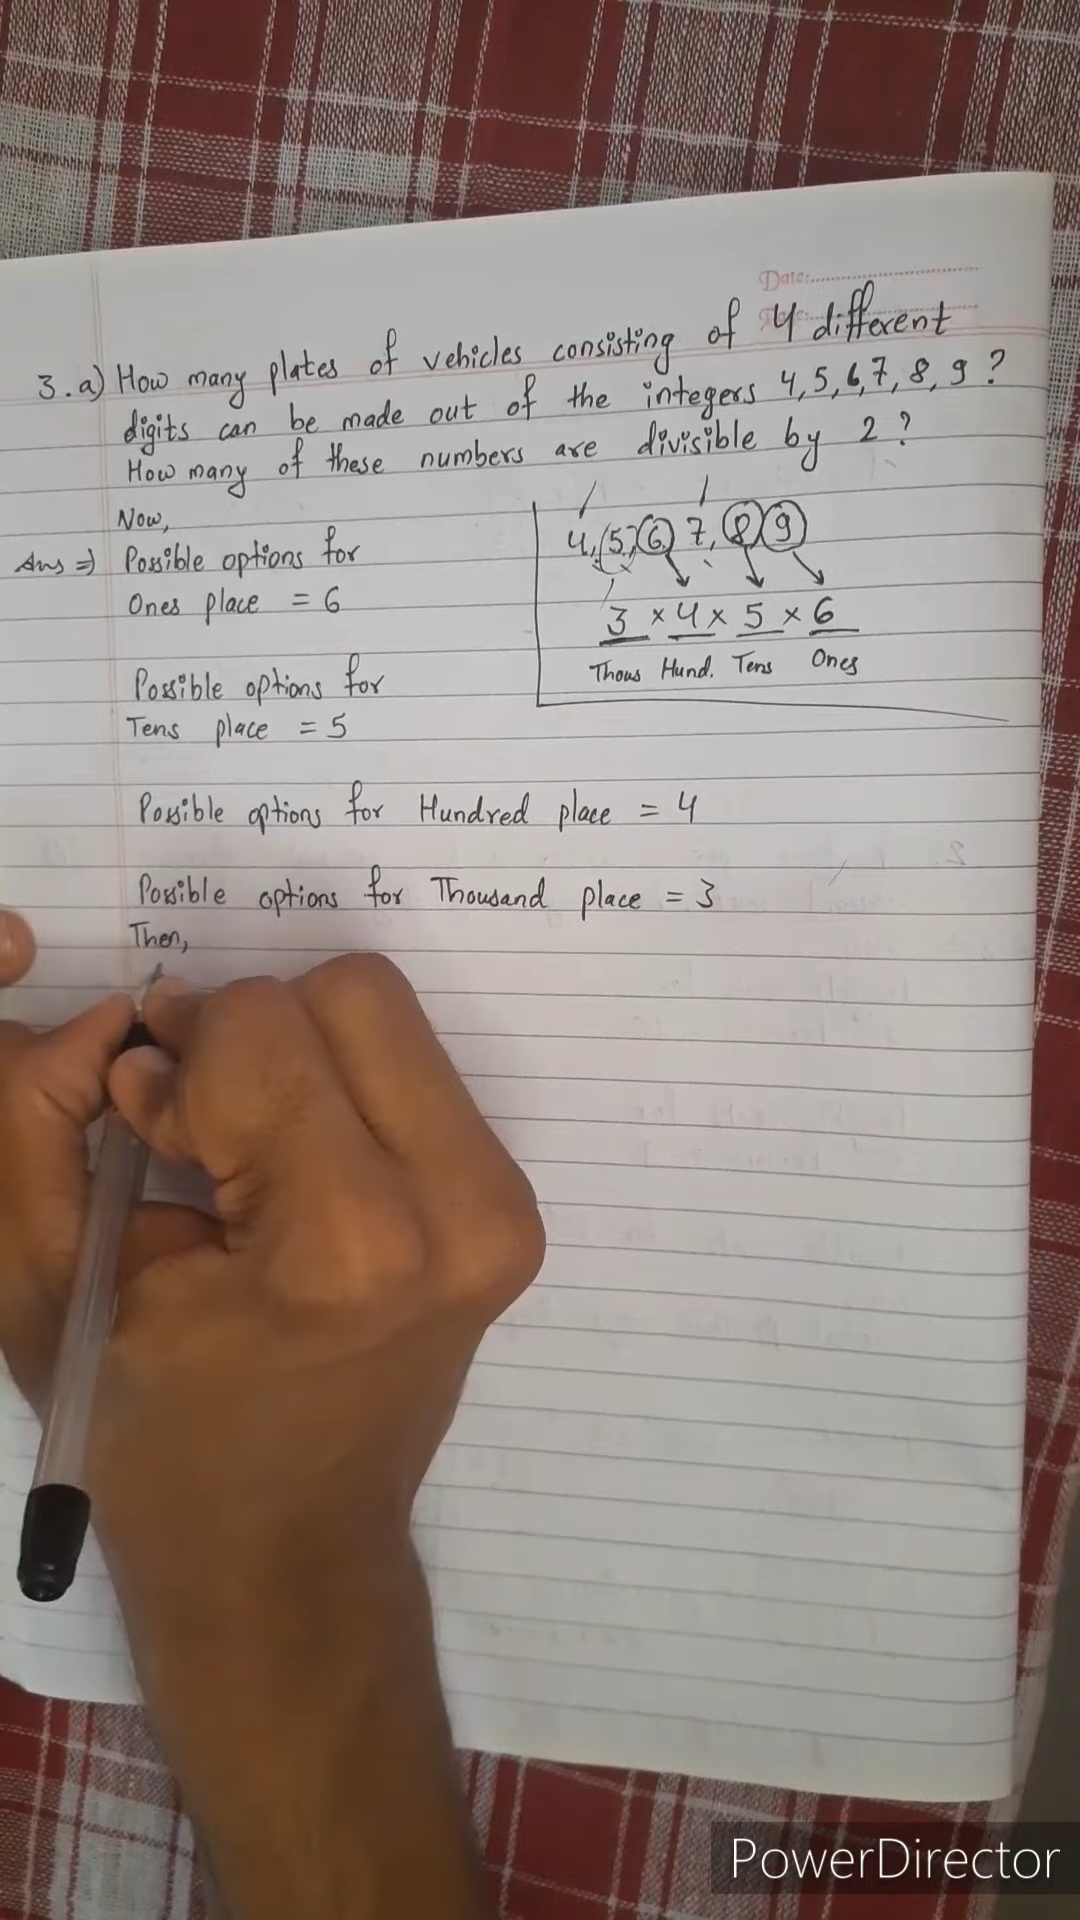 Date:
3. a) How many plates of vehicles consisting of 4 different
digits can be made out of the integers 4, 5, 6, 7, 8, 9 ?
How many of these numbers are divisible by 2 ?
Now,
Ans ⇒ Possible options for
Ones place = 6
4, 5, 6, 7, 8, 9
3 × 4 × 5 × 6
Thous Hund. Tens Ones
Possible options for
Tens place = 5
Possible options for Hundred place = 4
Possible options for Thousand place = 3
Then,
PowerDirector